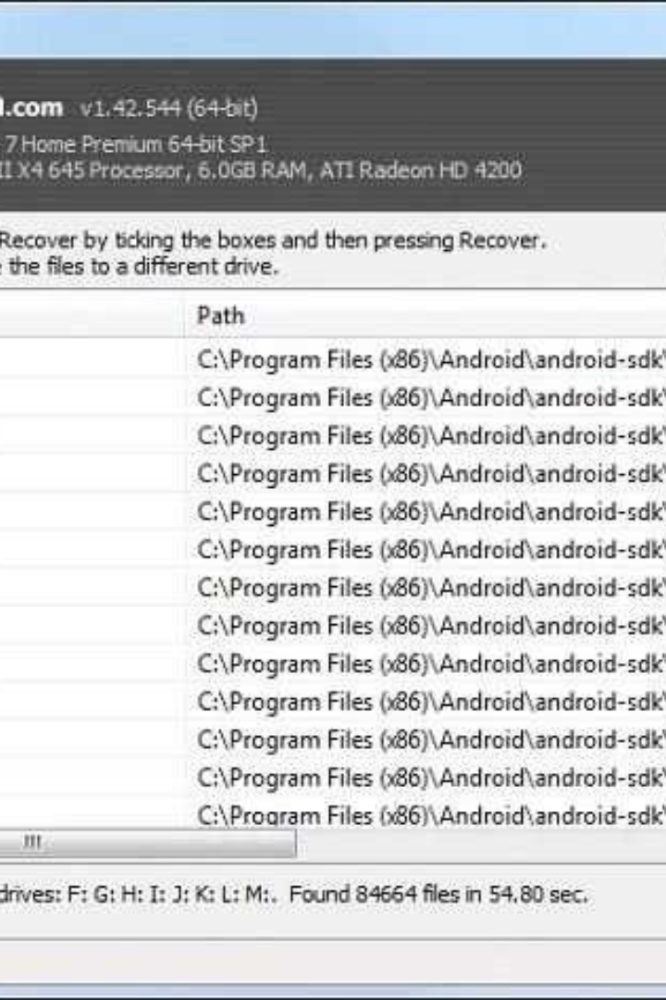 l.com v1.42.544 (64-bit)
7 Home Premium 64-bit SP1
II X4 645 Processor, 6.0GB RAM, ATI Radeon HD 4200
Recover by ticking the boxes and then pressing Recover.
the files to a different drive.
Path
C:\Program Files (x86)\Android\android-sdk\
C:\Program Files (x86)\Android\android-sdk\
C:\Program Files (x86)\Android\android-sdk\
C:\Program Files (x86)\Android\android-sdk\
C:\Program Files (x86)\Android\android-sdk\
C:\Program Files (x86)\Android\android-sdk\
C:\Program Files (x86)\Android\android-sdk\
C:\Program Files (x86)\Android\android-sdk\
C:\Program Files (x86)\Android\android-sdk\
C:\Program Files (x86)\Android\android-sdk\
C:\Program Files (x86)\Android\android-sdk\
C:\Program Files (x86)\Android\android-sdk\
C:\Program Files (x86)\Android\android-sdk\
drives: F: G: H: I: J: K: L: M:. Found 84664 files in 54.80 sec.